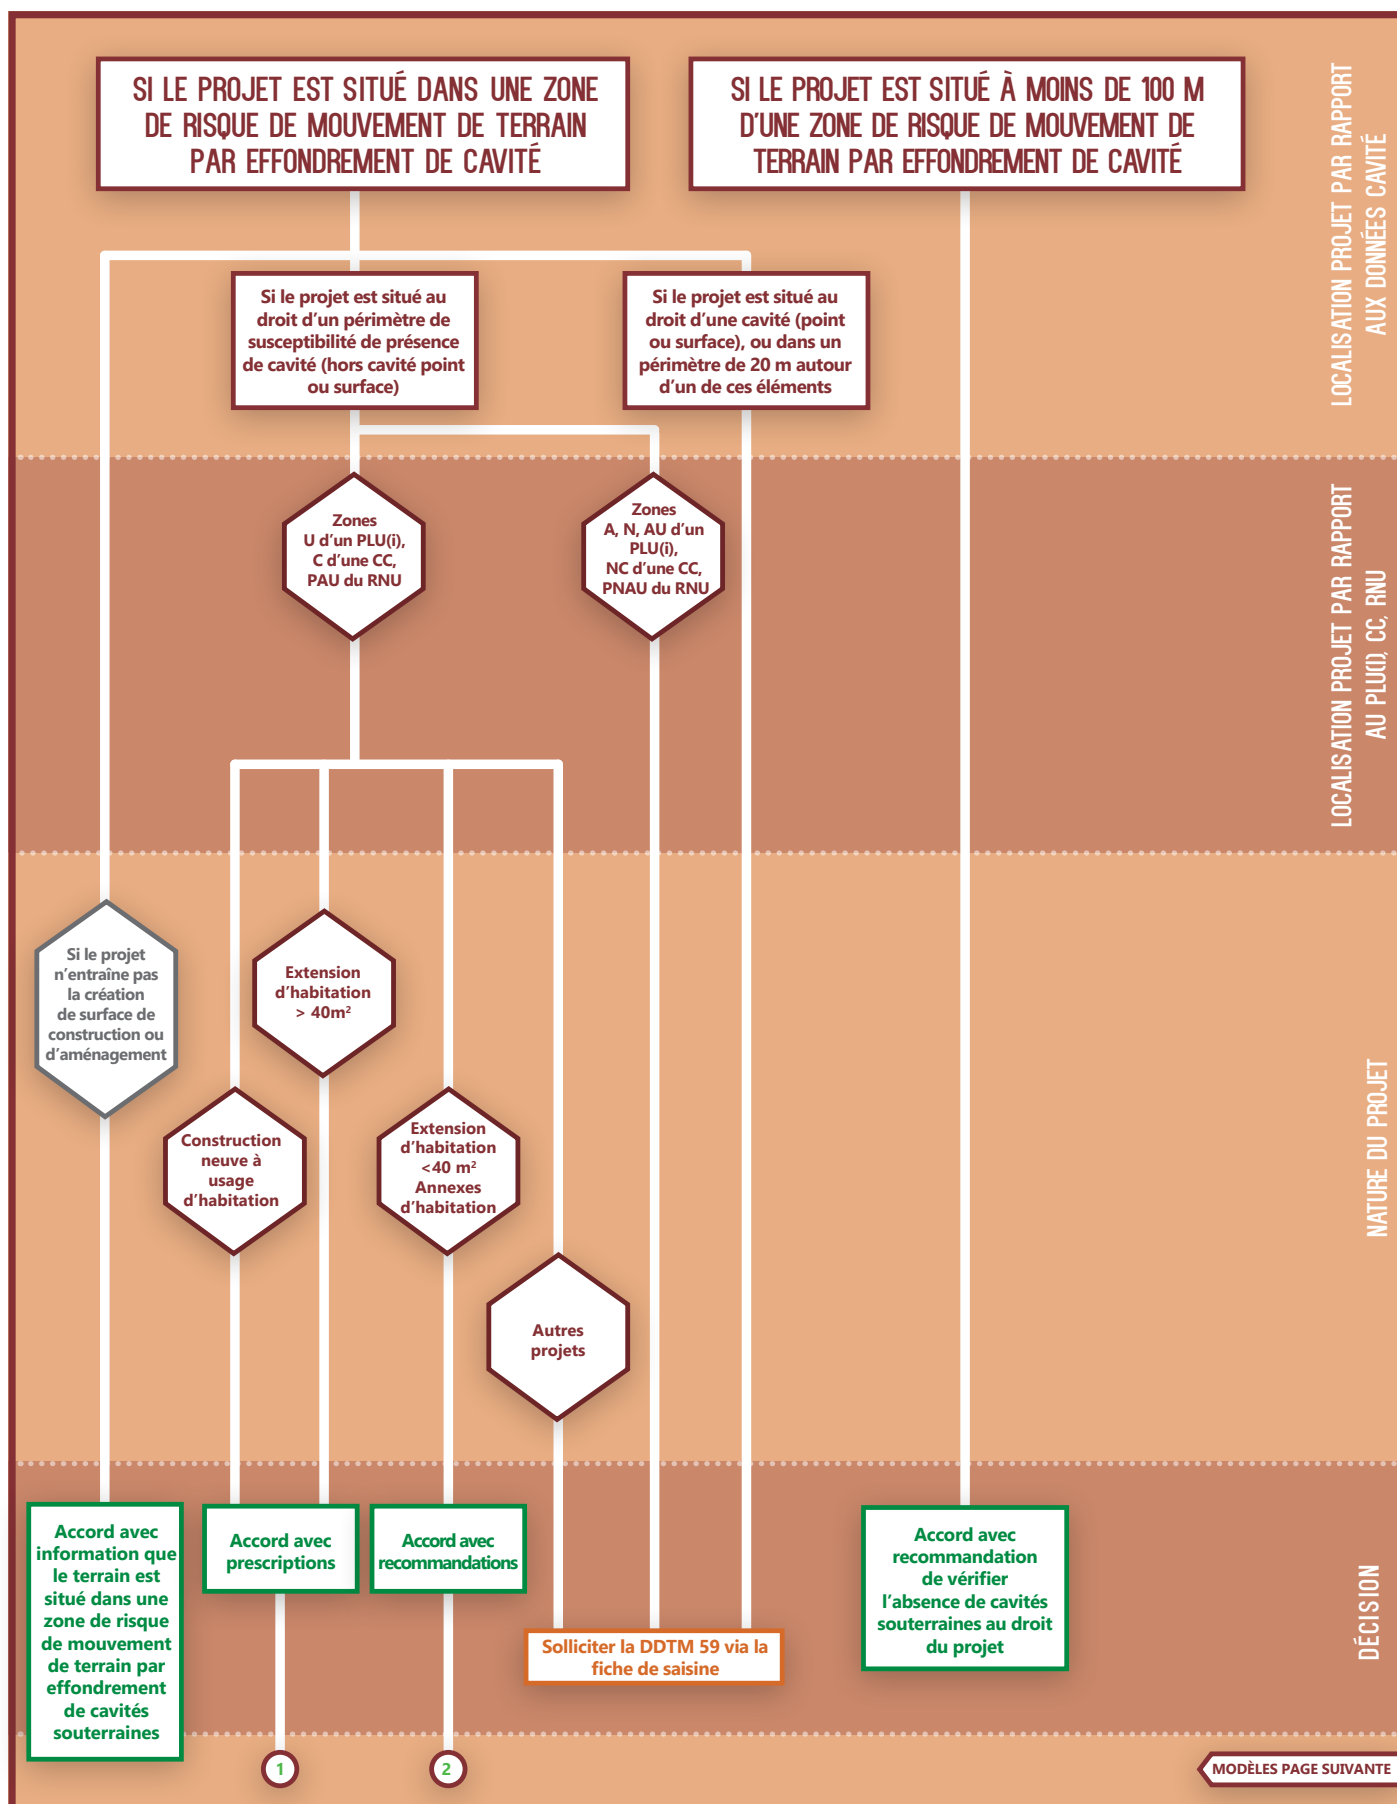 SI LE PROJET EST SITUÉ DANS UNE ZONE
DE RISQUE DE MOUVEMENT DE TERRAIN
PAR EFFONDREMENT DE CAVITÉ
SI LE PROJET EST SITUÉ À MOINS DE 100 M
D'UNE ZONE DE RISQUE DE MOUVEMENT DE
TERRAIN PAR EFFONDREMENT DE CAVITÉ
LOCALISATION PROJET PAR RAPPORT
AUX DONNÉES CAVITÉ
Si le projet est situé au
droit d'un périmètre de
susceptibilité de présence
de cavité (hors cavité point
ou surface)
Si le projet est situé au
droit d'une cavité (point
ou surface), ou dans un
périmètre de 20 m autour
d'un de ces éléments
LOCALISATION PROJET PAR RAPPORT
AU PLU(I), CC, RNU
Zones
U d'un PLU(i),
C d'une CC,
PAU du RNU
Zones
A, N, AU d'un
PLU(i),
NC d'une CC,
PNAU du RNU
NATURE DU PROJET
Si le projet
n'entraîne pas
la création
de surface de
construction ou
d'aménagement
Extension
d'habitation
> 40m²
Construction
neuve à
usage
d'habitation
Extension
d'habitation
<40 m²
Annexes
d'habitation
Autres
projets
DÉCISION
Accord avec
information que
le terrain est
situé dans une
zone de risque
de mouvement
de terrain par
effondrement
de cavités
souterraines
Accord avec
prescriptions
Accord avec
recommandations
Solliciter la DDTM 59 via la
fiche de saisine
Accord avec
recommandation
de vérifier
l'absence de cavités
souterraines au droit
du projet
1
2
MODÈLES PAGE SUIVANTE